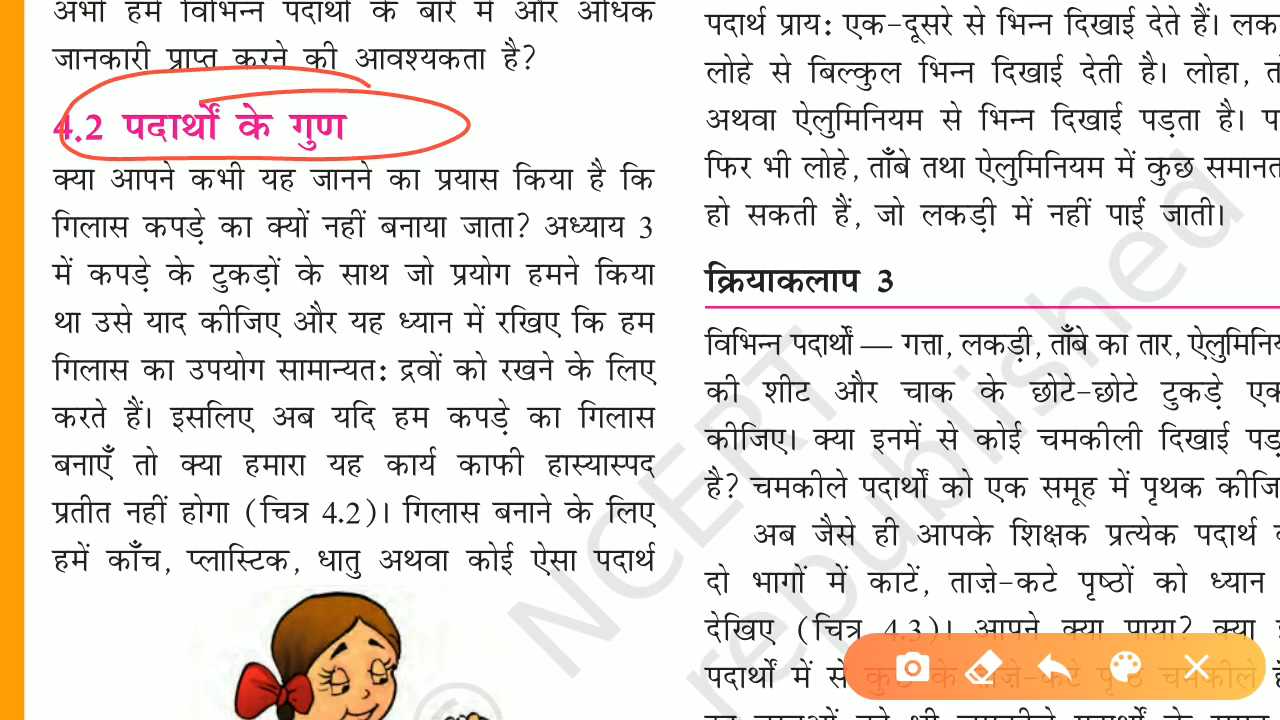 अभी हमें विभिन्न पदार्थों के बारे में और अधिक
जानकारी प्राप्त करने की आवश्यकता है?
4.2 पदार्थों के गुण
क्या आपने कभी यह जानने का प्रयास किया है कि
गिलास कपड़े का क्यों नहीं बनाया जाता? अध्याय 3
में कपड़े के टुकड़ों के साथ जो प्रयोग हमने किया
था उसे याद कीजिए और यह ध्यान में रखिए कि हम
गिलास का उपयोग सामान्यतः द्रवों को रखने के लिए
करते हैं। इसलिए अब यदि हम कपड़े का गिलास
बनाएँ तो क्या हमारा यह कार्य काफी हास्यास्पद
प्रतीत नहीं होगा (चित्र 4.2)। गिलास बनाने के लिए
हमें काँच, प्लास्टिक, धातु अथवा कोई ऐसा पदार्थ
पदार्थ प्रायः एक-दूसरे से भिन्न दिखाई देते हैं। लक
लोहे से बिल्कुल भिन्न दिखाई देती है। लोहा,
अथवा ऐलुमिनियम से भिन्न दिखाई पड़ता है। प
फिर भी लोहे, ताँबे तथा ऐलुमिनियम में कुछ समानत
हो सकती हैं, जो लकड़ी में नहीं पाईं जाती।
क्रियाकलाप 3
विभिन्न पदार्थों — गत्ता, लकड़ी, ताँबे का तार, ऐलुमिनिय
की शीट और चाक के छोटे-छोटे टुकड़े एक
कीजिए। क्या इनमें से कोई चमकीली दिखाई पड़
है? चमकीले पदार्थों को एक समूह में पृथक कीजि
अब जैसे ही आपके शिक्षक प्रत्येक पदार्थ
दो भागों में काटें, ताज़े-कटे पृष्ठों को ध्यान
देखिए (चित्र 4.3)। आपने क्या पाया? क्या
पदार्थों में से कुछ के ताज़े-कटे पृष्ठ चमकीले
© NCERT
republished